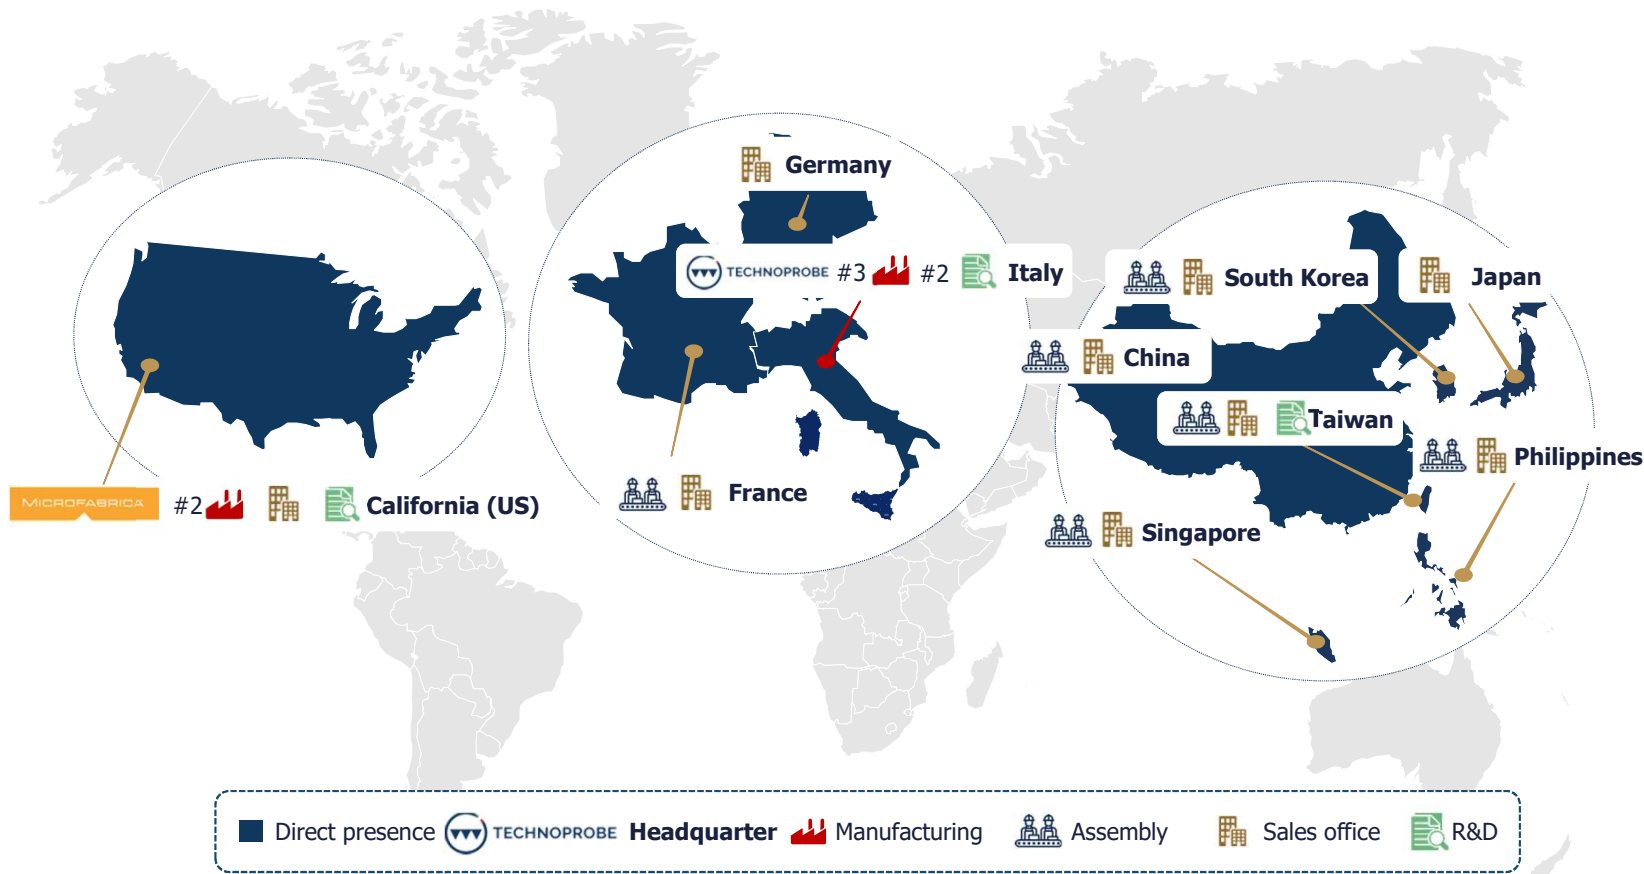 Germany
TECHNOPROBE #3 #2 Italy
South Korea
Japan
China
Taiwan
Philippines
France
MICROFABRICA #2 California (US)
Singapore
Direct presence TECHNOPROBE Headquarter Manufacturing Assembly Sales office R&D